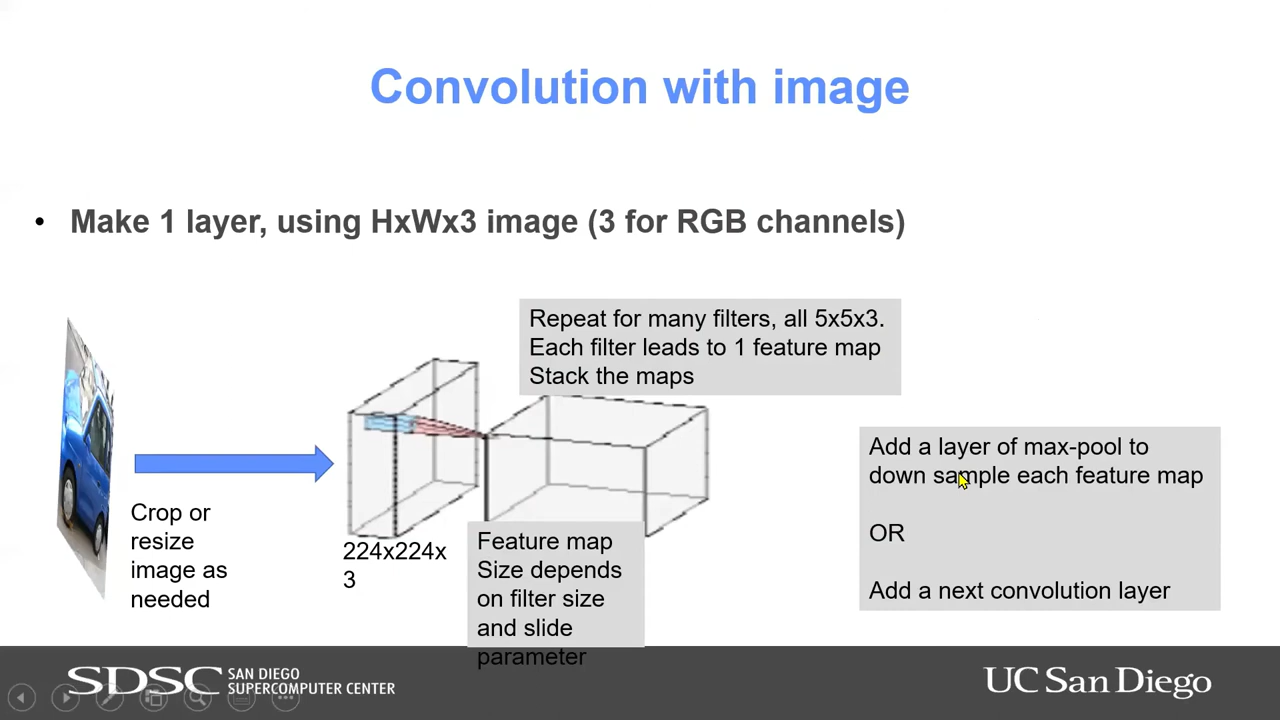 Convolution with image
• Make 1 layer, using HxWx3 image (3 for RGB channels)
Repeat for many filters, all 5x5x3.
Each filter leads to 1 feature map
Stack the maps
Crop or
resize
image as
needed
224x224x
3
Feature map
Size depends
on filter size
and slide
parameter
Add a layer of max-pool to
down sample each feature map
OR
Add a next convolution layer
SDSC
SAN DIEGO
SUPERCOMPUTER CENTER
UC San Diego